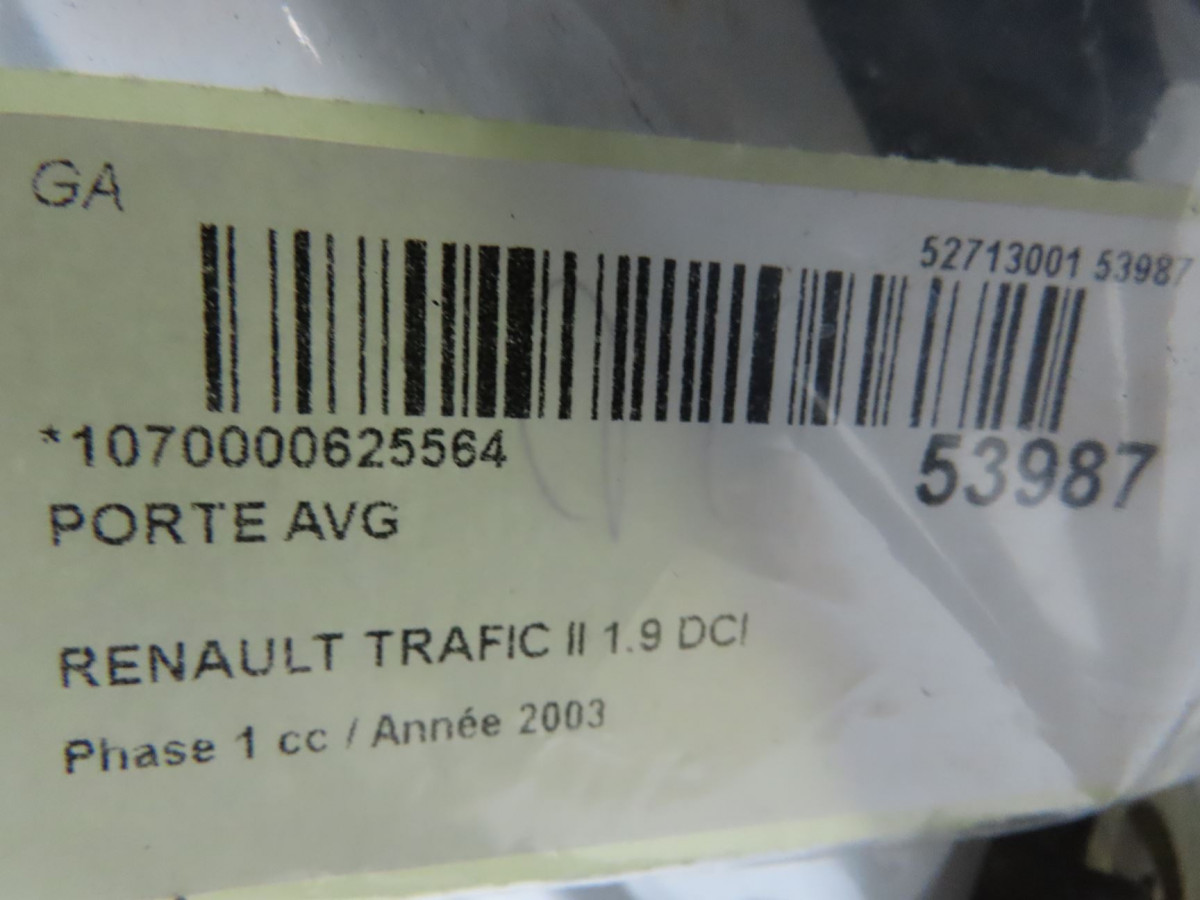 GA
52713001 53987
*1070000625564
53987
PORTE AVG
RENAULT TRAFIC II 1.9 DCI
Phase 1 cc / Année 2003